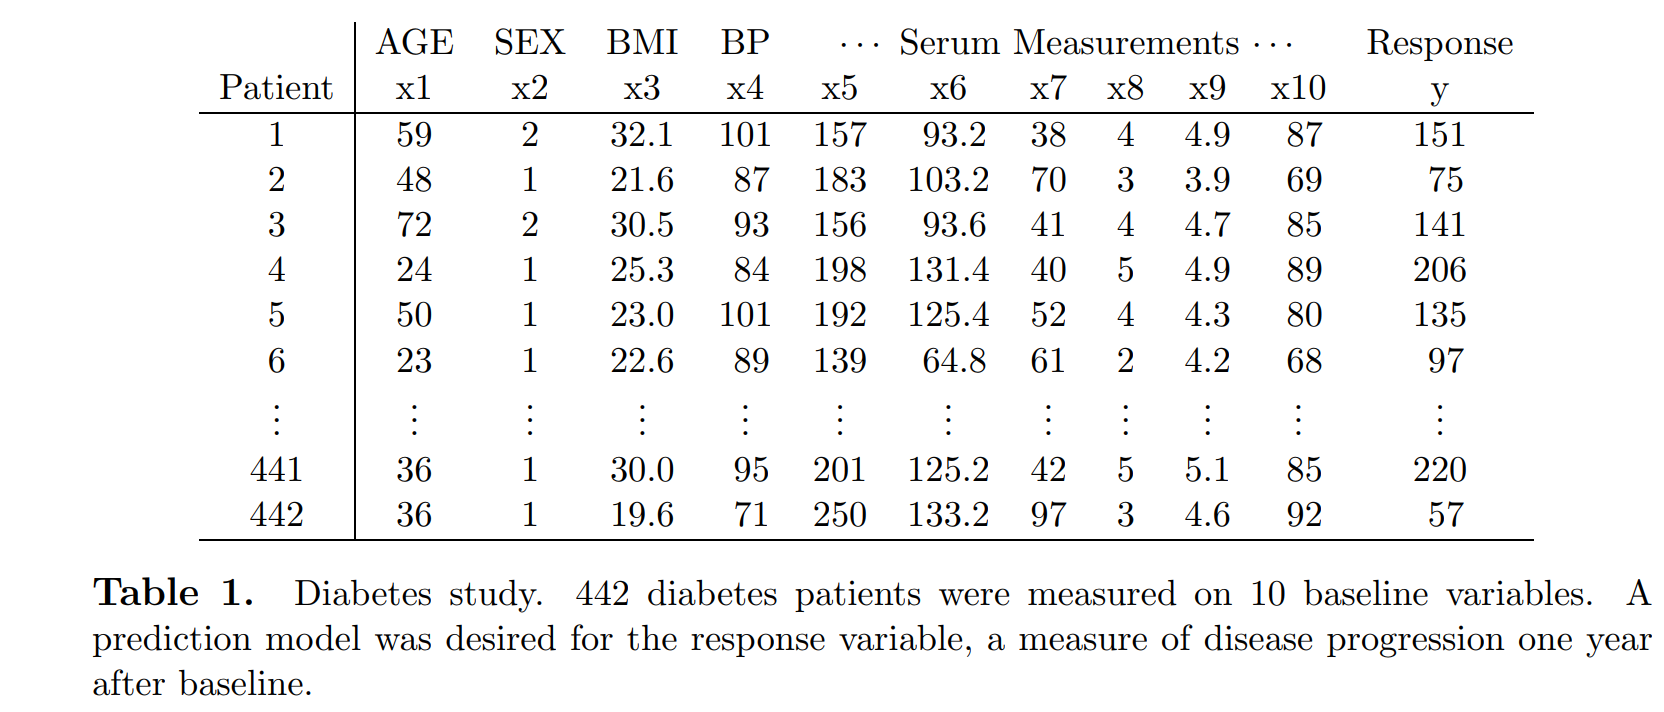 AGE SEX BMI BP ··· Serum Measurements ··· Response
Patient x1 x2 x3 x4 x5 x6 x7 x8 x9 x10 y
1 59 2 32.1 101 157 93.2 38 4 4.9 87 151
2 48 1 21.6 87 183 103.2 70 3 3.9 69 75
3 72 2 30.5 93 156 93.6 41 4 4.7 85 141
4 24 1 25.3 84 198 131.4 40 5 4.9 89 206
5 50 1 23.0 101 192 125.4 52 4 4.3 80 135
6 23 1 22.6 89 139 64.8 61 2 4.2 68 97
⋮ ⋮ ⋮ ⋮ ⋮ ⋮ ⋮ ⋮ ⋮ ⋮ ⋮ ⋮
441 36 1 30.0 95 201 125.2 42 5 5.1 85 220
442 36 1 19.6 71 250 133.2 97 3 4.6 92 57
Table 1. Diabetes study. 442 diabetes patients were measured on 10 baseline variables. A
prediction model was desired for the response variable, a measure of disease progression one year
after baseline.